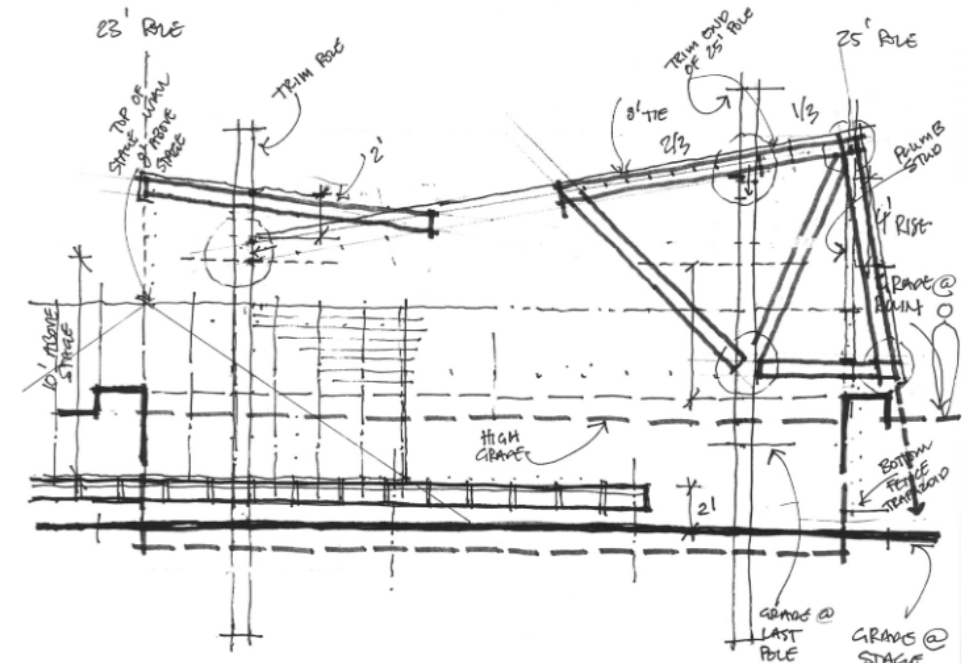 23' POLE
TRIM POLE
TRIM END
OF 25' POLE
25' POLE
TOP OF
STAGE WALL
8' ABOVE
STAGE
2'
8' TIE
2/3
1/3
PLUMB
STUD
4' RISE
GRADE @
POINT O
10' ABOVE
STAGE
HIGH
GRADE
BOTTOM
FENCE
TRAPEZOID
2'
GRADE @
LAST
POLE
GRADE @
STAGE